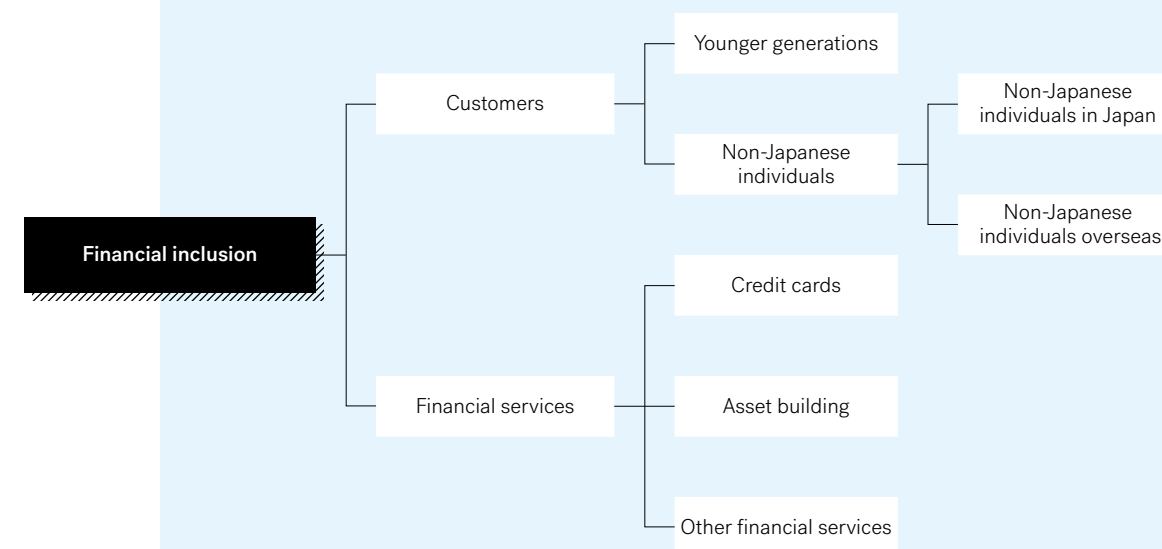 Financial inclusion
Customers
Younger generations
Non-Japanese
individuals
Non-Japanese
individuals in Japan
Non-Japanese
individuals overseas
Financial services
Credit cards
Asset building
Other financial services